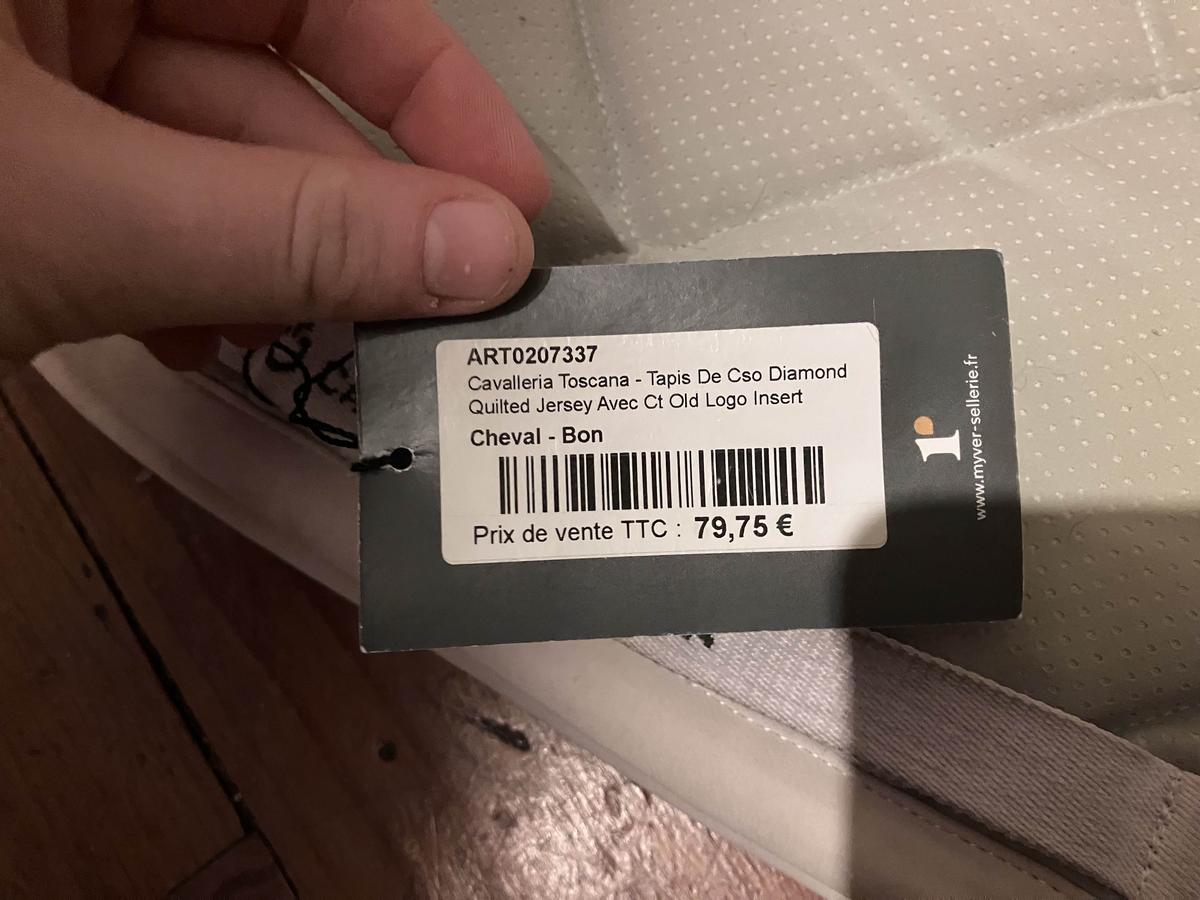 ART0207337
Cavalleria Toscana - Tapis De Cso Diamond
Quilted Jersey Avec Ct Old Logo Insert
Cheval - Bon
Prix de vente TTC : 79,75 €
www.myver-sellerie.fr